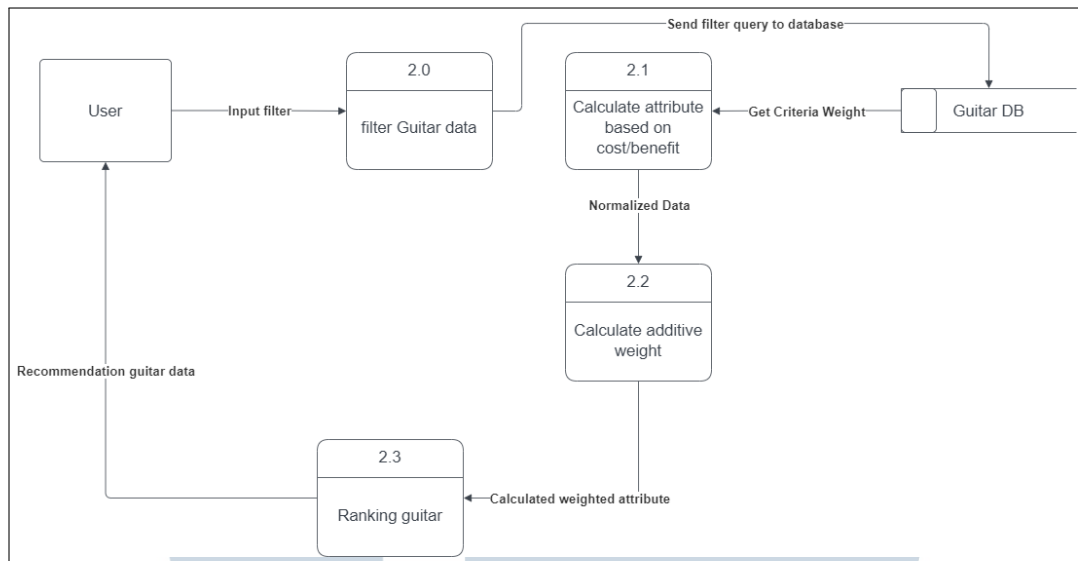 Send filter query to database
2.0
2.1
User
Input filter
filter Guitar data
Calculate attribute
based on
cost/benefit
Get Criteria Weight
Guitar DB
Normalized Data
2.2
Calculate additive
weight
Recommendation guitar data
2.3
Calculated weighted attribute
Ranking guitar